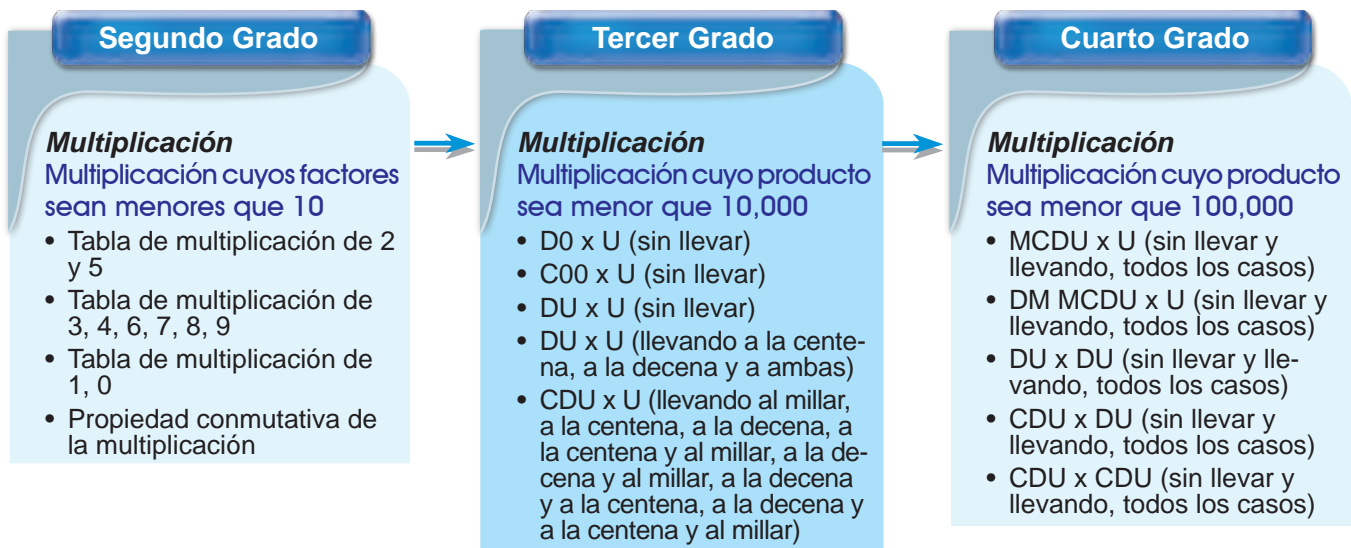 Segundo Grado
Multiplicación
Multiplicación cuyos factores
sean menores que 10
• Tabla de multiplicación de 2
y 5
• Tabla de multiplicación de
3, 4, 6, 7, 8, 9
• Tabla de multiplicación de
1, 0
• Propiedad conmutativa de
la multiplicación
Tercer Grado
Multiplicación
Multiplicación cuyo producto
sea menor que 10,000
• D0 x U (sin llevar)
• C00 x U (sin llevar)
• DU x U (sin llevar)
• DU x U (llevando a la cente-
na, a la decena y a ambas)
• CDU x U (llevando al millar,
a la centena, a la decena, a
la centena y al millar, a la de-
cena y al millar, a la decena
y a la centena, a la decena y
a la centena y al millar)
Cuarto Grado
Multiplicación
Multiplicación cuyo producto
sea menor que 100,000
• MCDU x U (sin llevar y
llevando, todos los casos)
• DM MCDU x U (sin llevar y
llevando, todos los casos)
• DU x DU (sin llevar y lle-
vando, todos los casos)
• CDU x DU (sin llevar y
llevando, todos los casos)
• CDU x CDU (sin llevar y
llevando, todos los casos)